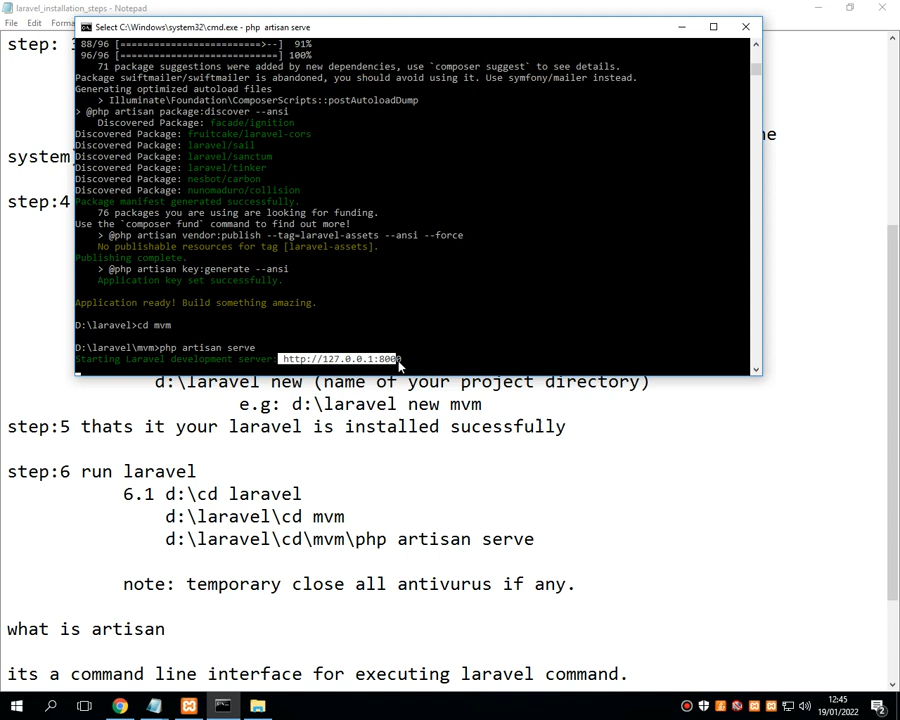 laravel_installation_steps - Notepad
File Edit Forma
step:
Select C:\Windows\system32\cmd.exe - php artisan serve
88/96 [==========================>--] 91%
96/96 [============================] 100%
71 package suggestions were added by new dependencies, use `composer suggest` to see details.
Package swiftmailer/swiftmailer is abandoned, you should avoid using it. Use symfony/mailer instead.
Generating optimized autoload files
> Illuminate\Foundation\ComposerScripts::postAutoloadDump
> @php artisan package:discover --ansi
Discovered Package: facade/ignition
Discovered Package: fruitcake/laravel-cors
Discovered Package: laravel/sail
Discovered Package: laravel/sanctum
Discovered Package: laravel/tinker
Discovered Package: nesbot/carbon
Discovered Package: nunomaduro/collision
Package manifest generated successfully.
76 packages you are using are looking for funding.
Use the `composer fund` command to find out more!
> @php artisan vendor:publish --tag=laravel-assets --ansi --force
No publishable resources for tag [laravel-assets].
Publishing complete.
> @php artisan key:generate --ansi
Application key set successfully.
Application ready! Build something amazing.
D:\laravel>cd mvm
D:\laravel\mvm>php artisan serve
Starting Laravel development server: http://127.0.0.1:8000
system
step:4
d:\laravel new (name of your project directory)
e.g: d:\laravel new mvm
step:5 thats it your laravel is installed sucessfully
step:6 run laravel
6.1 d:\cd laravel
d:\laravel\cd mvm
d:\laravel\cd\mvm\php artisan serve
note: temporary close all antivurus if any.
what is artisan
its a command line interface for executing laravel command.
12:45
19/01/2022
2